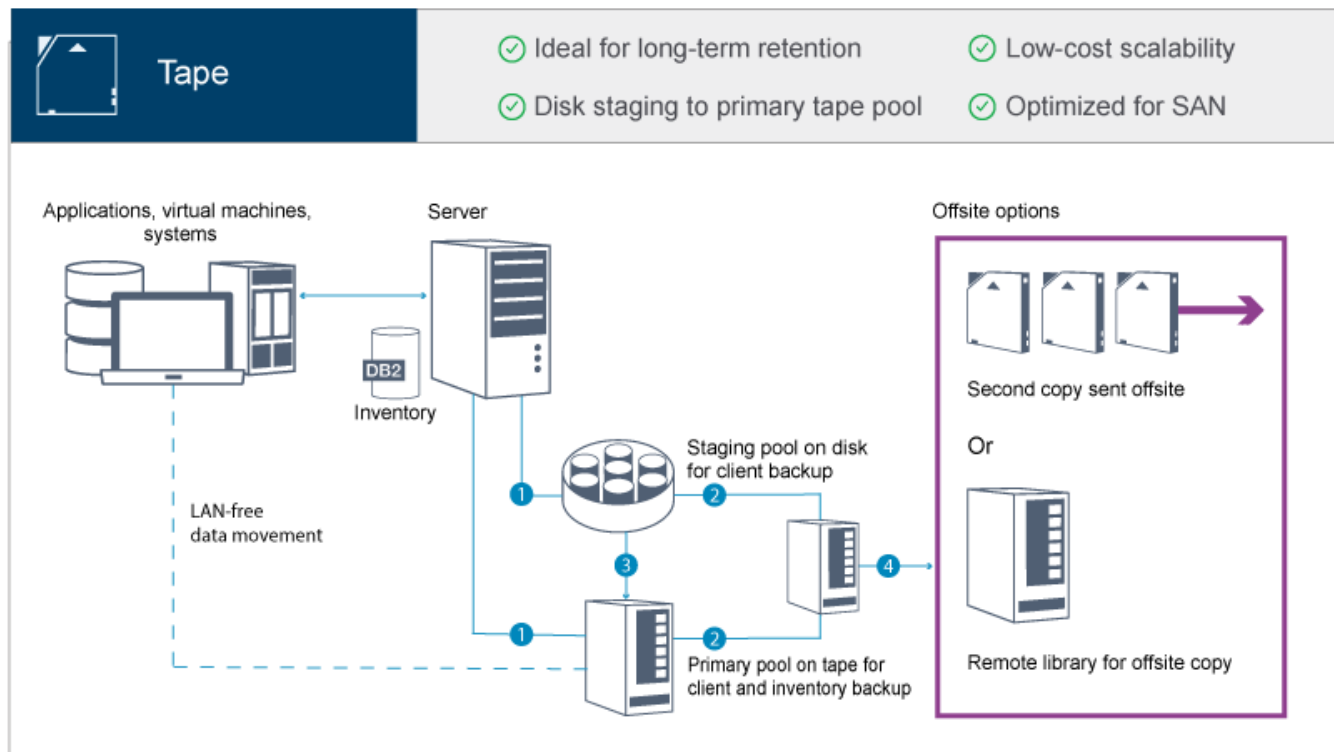 Tape
Ideal for long-term retention
Low-cost scalability
Disk staging to primary tape pool
Optimized for SAN
Applications, virtual machines,
systems
Server
Offsite options
DB2
Inventory
Second copy sent offsite
Staging pool on disk
for client backup
1
2
Or
LAN-free
data movement
3
4
1
2
Primary pool on tape for
client and inventory backup
Remote library for offsite copy